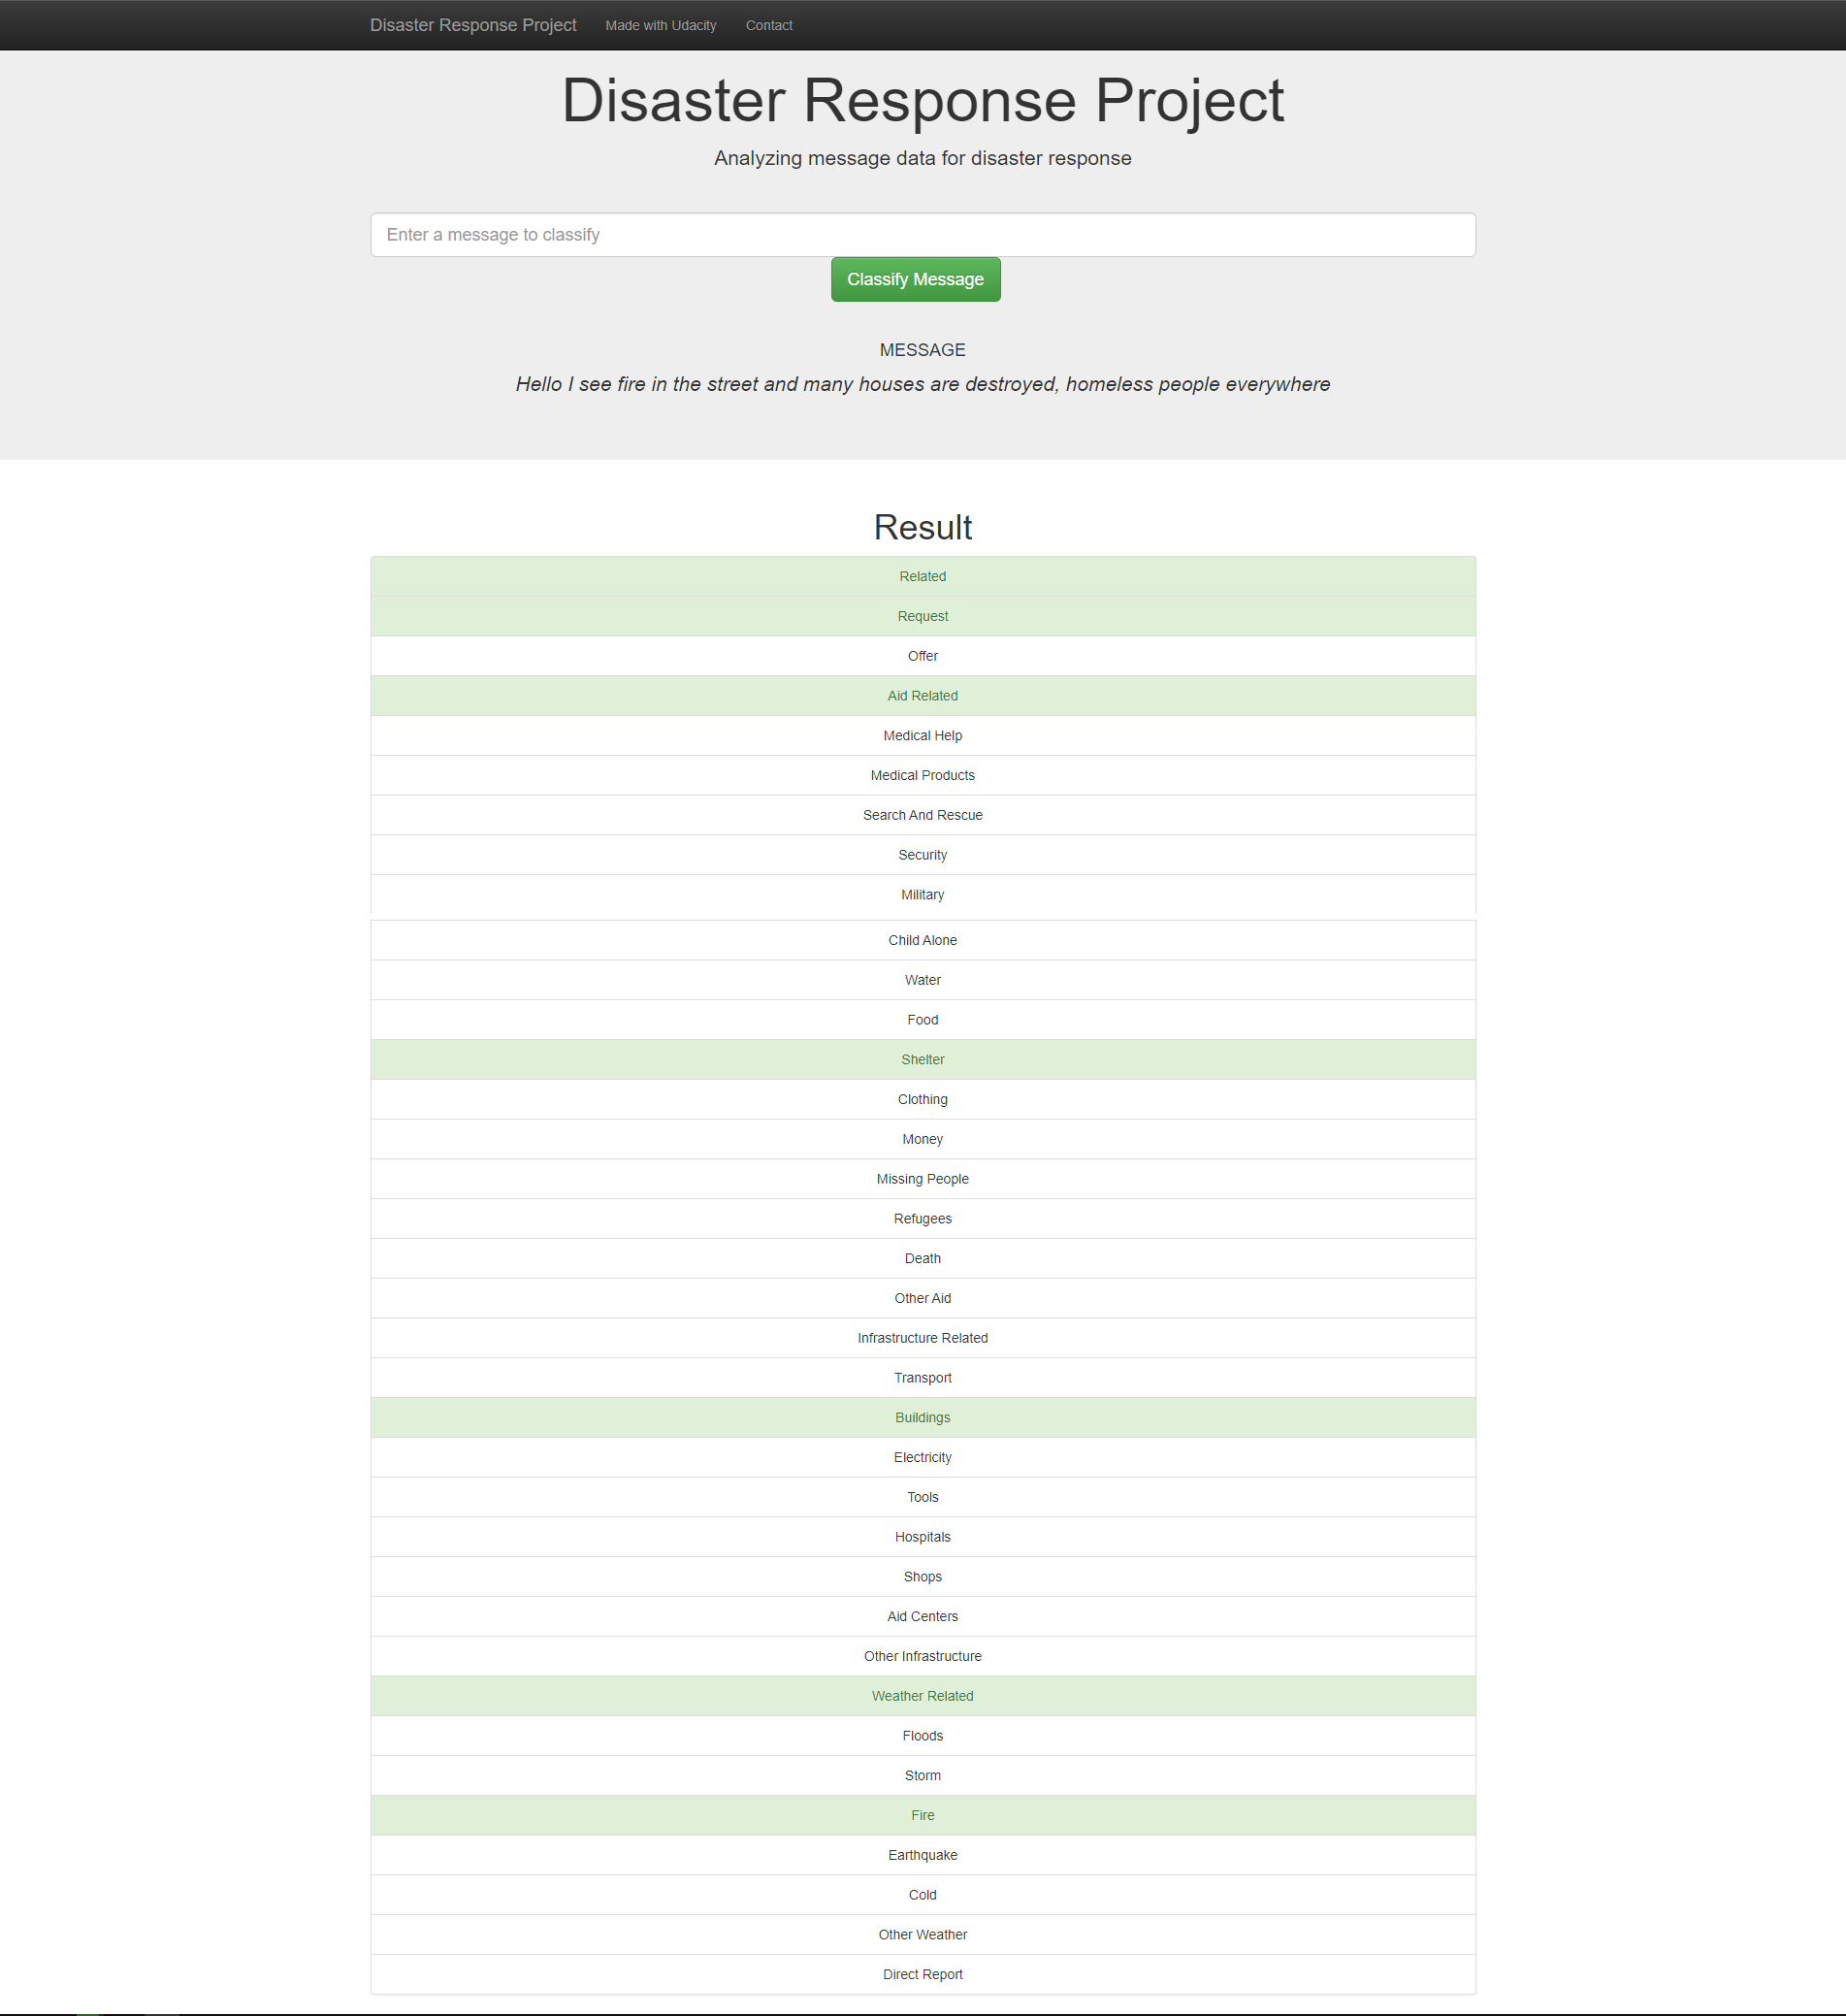 Disaster Response Project Made with Udacity Contact
Disaster Response Project
Analyzing message data for disaster response
Enter a message to classify
Classify Message
MESSAGE
Hello I see fire in the street and many houses are destroyed, homeless people everywhere
Result
Related
Request
Offer
Aid Related
Medical Help
Medical Products
Search And Rescue
Security
Military
Child Alone
Water
Food
Shelter
Clothing
Money
Missing People
Refugees
Death
Other Aid
Infrastructure Related
Transport
Buildings
Electricity
Tools
Hospitals
Shops
Aid Centers
Other Infrastructure
Weather Related
Floods
Storm
Fire
Earthquake
Cold
Other Weather
Direct Report